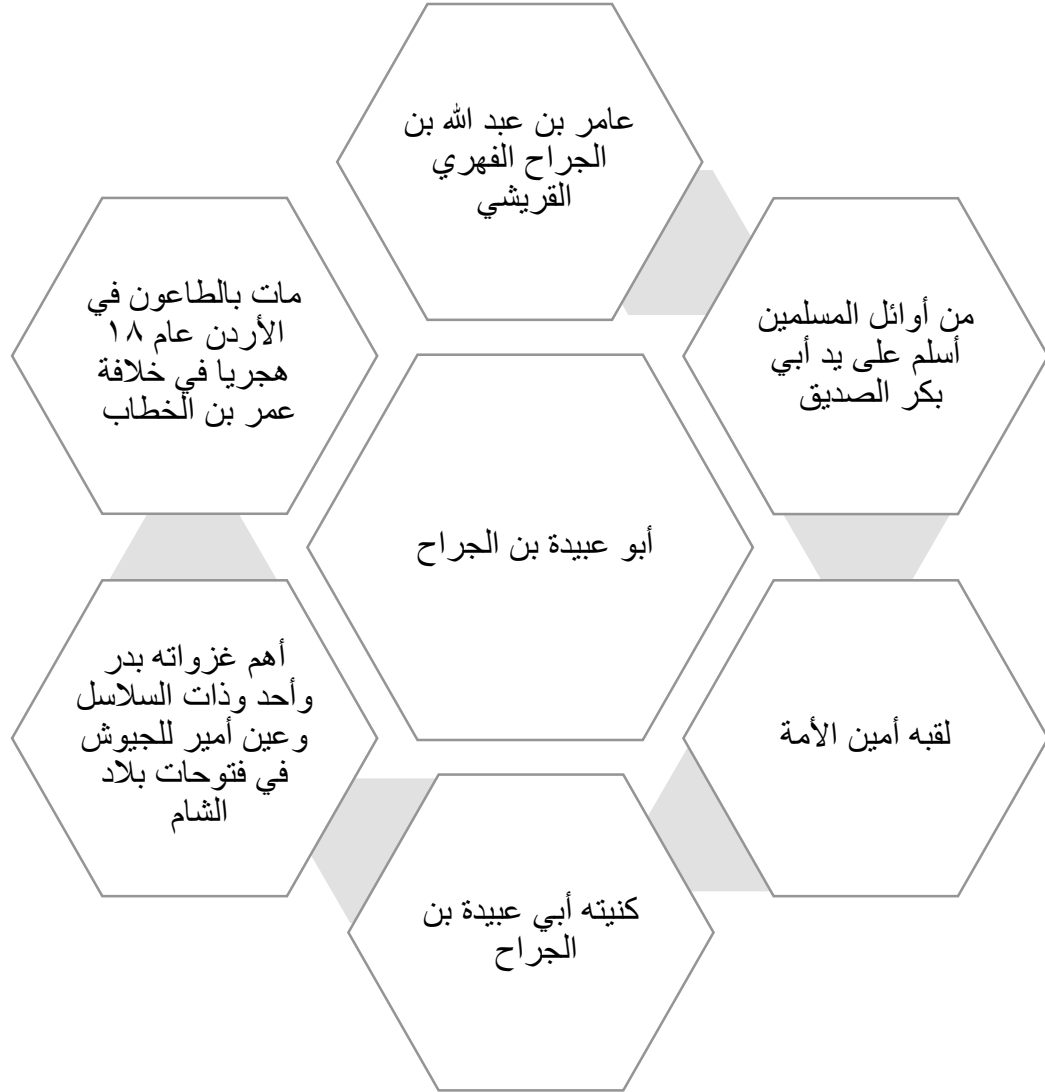 عامر بن عبد الله بن
الجراح الفهري
القريشي
من أوائل المسلمين
أسلم على يد أبي
بكر الصديق
لقبه أمين الأمة
كنيته أبي عبيدة بن
الجراح
أهم غزواته بدر
وأحد وذات السلاسل
وعين أمير للجيوش
في فتوحات بلاد
الشام
مات بالطاعون في
الأردن عام ١٨
هجريا في خلافة
عمر بن الخطاب
أبو عبيدة بن الجراح